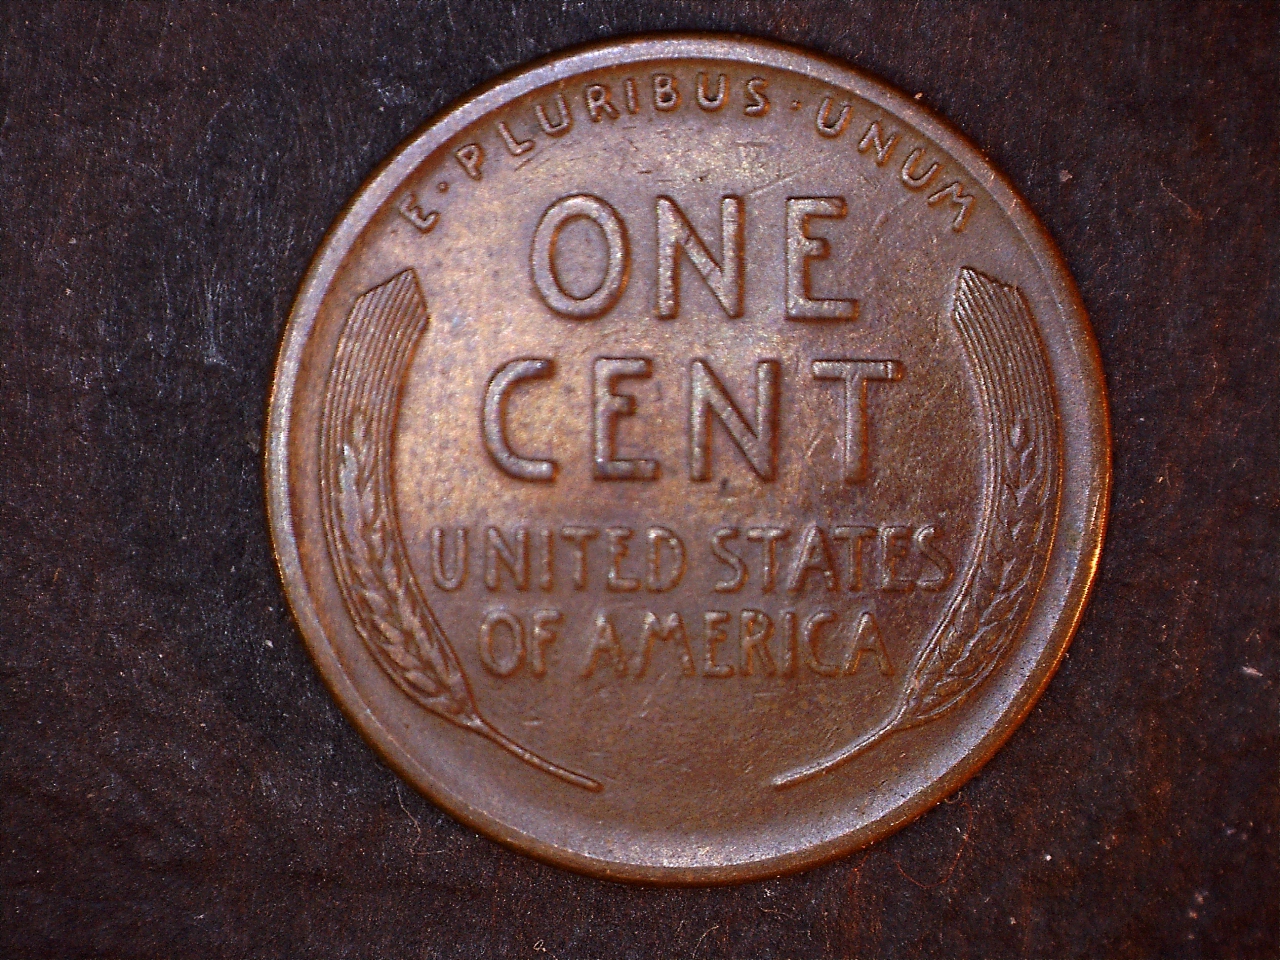 E · PLURIBUS · UNUM
ONE
CENT
UNITED STATES
OF AMERICA